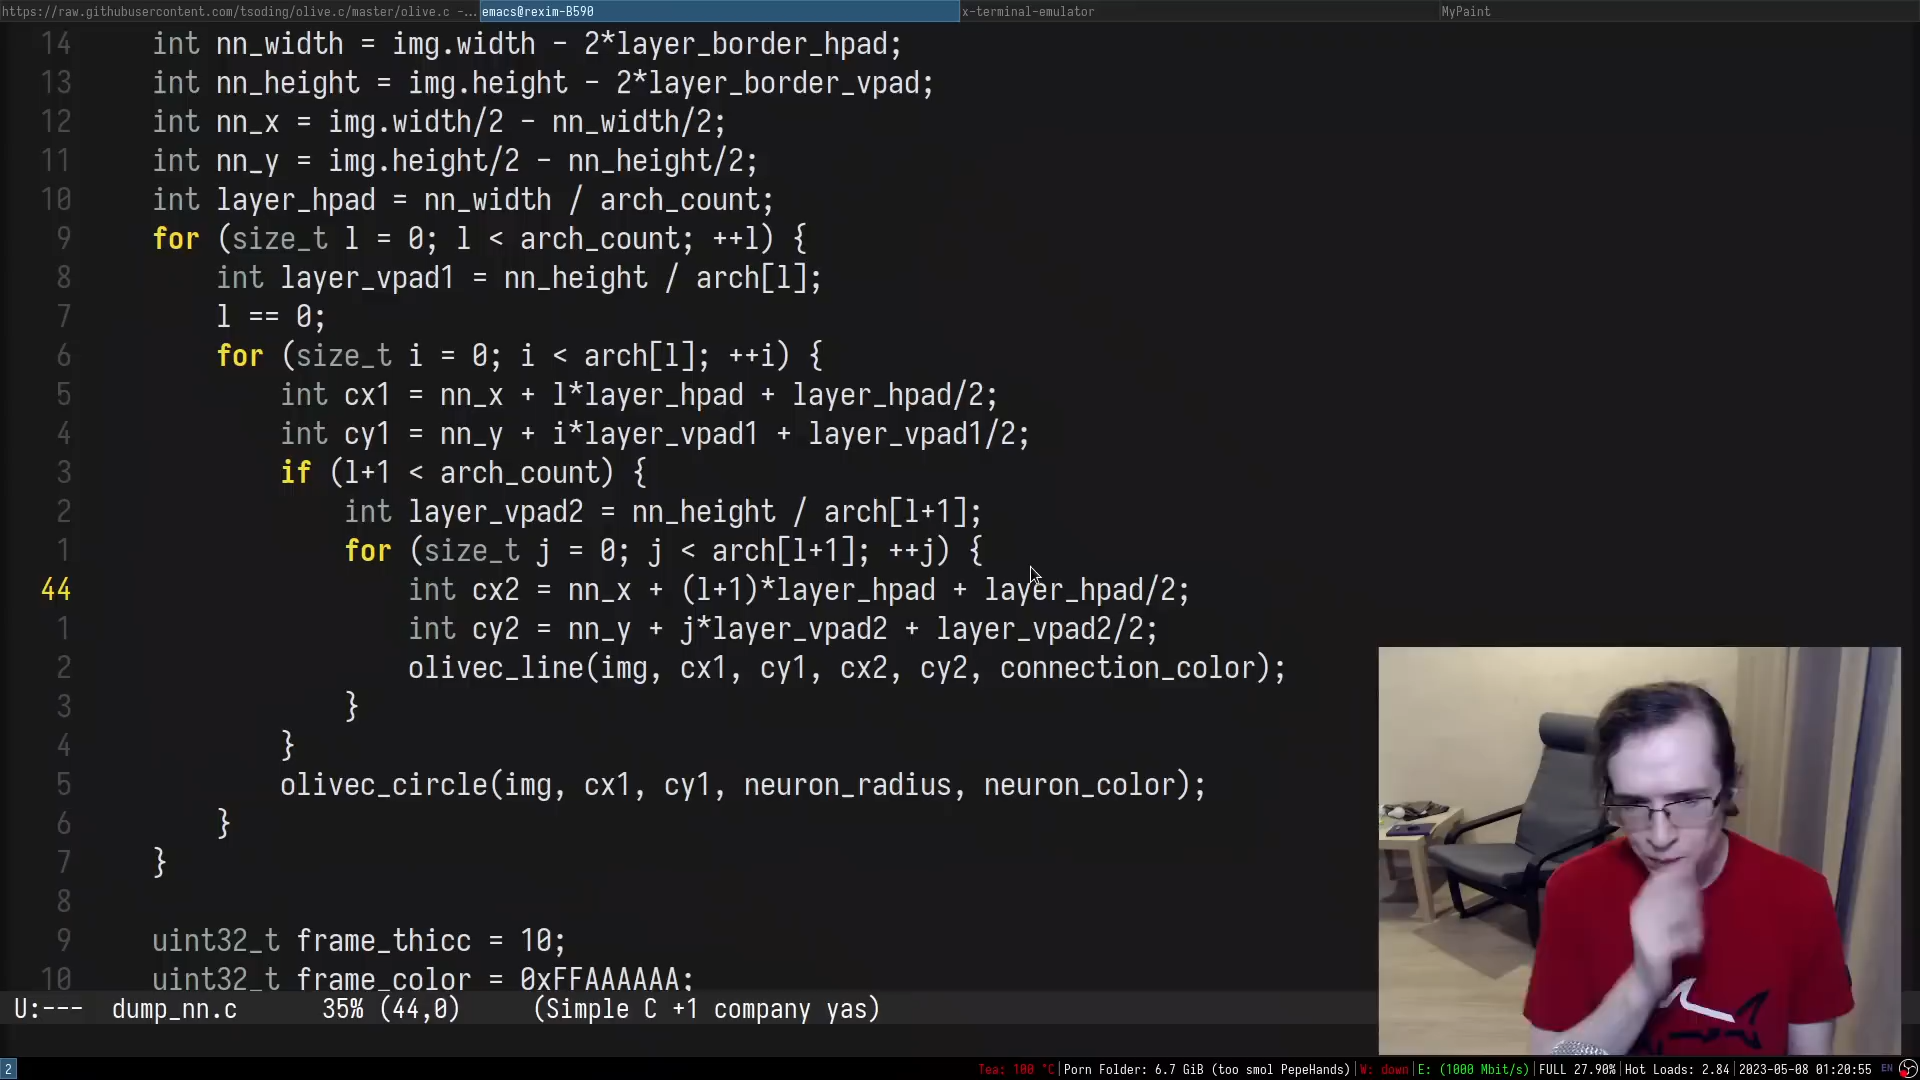 https://raw.githubusercontent.com/tsoding/olive.c/master/olive.c -... emacs@rexim-B590 x-terminal-emulator MyPaint
14 int nn_width = img.width - 2*layer_border_hpad;
13 int nn_height = img.height - 2*layer_border_vpad;
12 int nn_x = img.width/2 - nn_width/2;
11 int nn_y = img.height/2 - nn_height/2;
10 int layer_hpad = nn_width / arch_count;
9 for (size_t l = 0; l < arch_count; ++l) {
8 int layer_vpad1 = nn_height / arch[l];
7 l == 0;
6 for (size_t i = 0; i < arch[l]; ++i) {
5 int cx1 = nn_x + l*layer_hpad + layer_hpad/2;
4 int cy1 = nn_y + i*layer_vpad1 + layer_vpad1/2;
3 if (l+1 < arch_count) {
2 int layer_vpad2 = nn_height / arch[l+1];
1 for (size_t j = 0; j < arch[l+1]; ++j) {
44 int cx2 = nn_x + (l+1)*layer_hpad + layer_hpad/2;
1 int cy2 = nn_y + j*layer_vpad2 + layer_vpad2/2;
2 olivec_line(img, cx1, cy1, cx2, cy2, connection_color);
3 }
4 }
5 olivec_circle(img, cx1, cy1, neuron_radius, neuron_color);
6 }
7 }
8
9 uint32_t frame_thicc = 10;
10 uint32_t frame_color = 0xFFAAAAAA;
U:--- dump_nn.c 35% (44,0) (Simple C +1 company yas)
2 Tea: 100 °C|Porn Folder: 6.7 GiB (too smol PepeHands)|W: down|E: (1000 Mbit/s)|FULL 27.90%|Hot Loads: 2.84|2023-05-08 01:20:55 EN